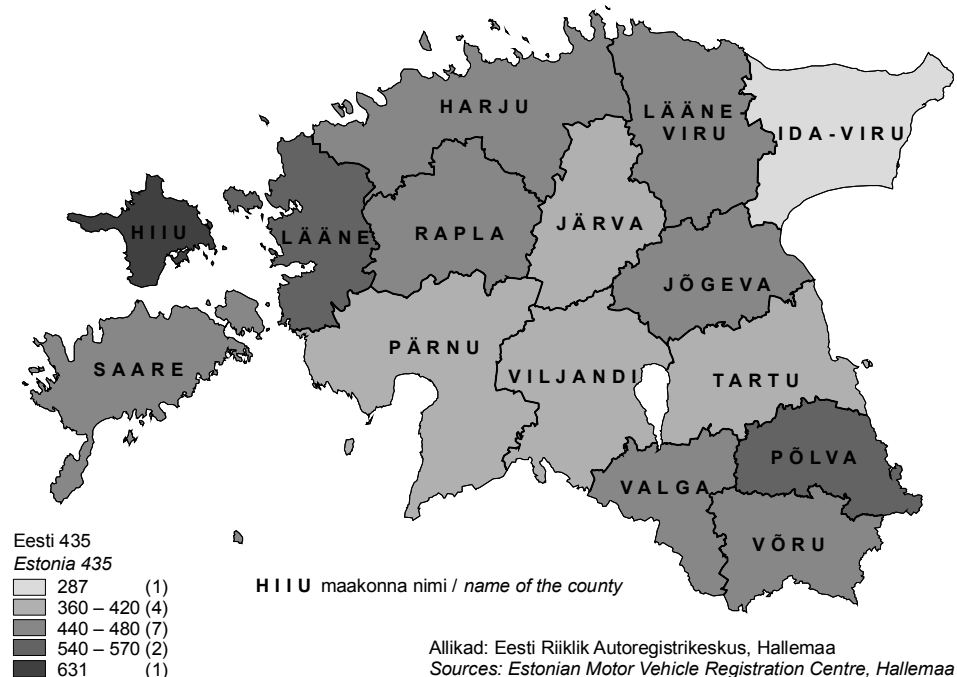 HARJU
LÄÄNE-
VIRU
IDA-VIRU
HIIU
LÄÄNE
RAPLA
JÄRVA
JÕGEVA
SAARE
PÄRNU
VILJANDI
TARTU
PÕLVA
VALGA
VÕRU
Eesti 435
Estonia 435
287 (1)
360 – 420 (4)
440 – 480 (7)
540 – 570 (2)
631 (1)
HIIU maakonna nimi / name of the county
Allikad: Eesti Riiklik Autoregistrikeskus, Hallemaa
Sources: Estonian Motor Vehicle Registration Centre, Hallemaa